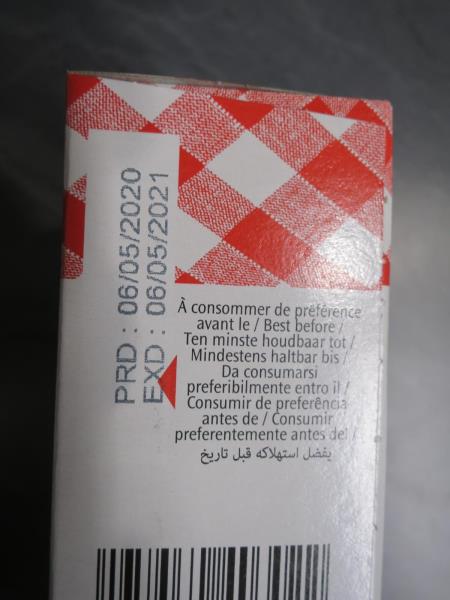 PRD : 06/05/2020
EXD : 06/05/2021
À consommer de préférence
avant le / Best before /
Ten minste houdbaar tot /
Mindestens haltbar bis /
Da consumarsi
preferibilmente entro il /
Consumir de preferência
antes de / Consumir
preferentemente antes del /
يفضل استهلاكه قبل تاريخ